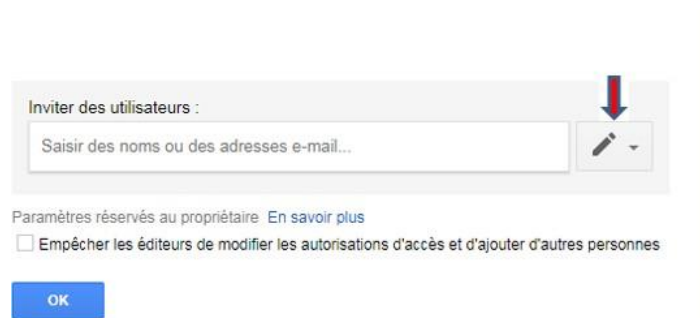 Inviter des utilisateurs :
Saisir des noms ou des adresses e-mail...
Paramètres réservés au propriétaire En savoir plus
Empêcher les éditeurs de modifier les autorisations d'accès et d'ajouter d'autres personnes
OK